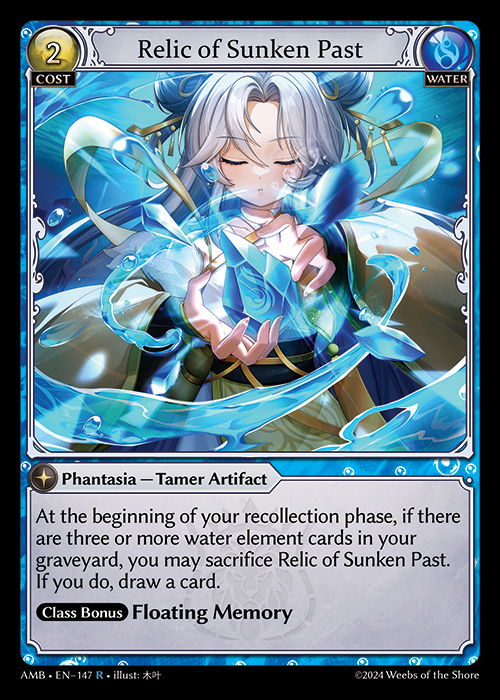 2
Relic of Sunken Past
COST
WATER
Phantasia — Tamer Artifact
At the beginning of your recollection phase, if there
are three or more water element cards in your
graveyard, you may sacrifice Relic of Sunken Past.
If you do, draw a card.
Class Bonus Floating Memory
AMB • EN–147 R • illust: 木叶
©2024 Weebs of the Shore